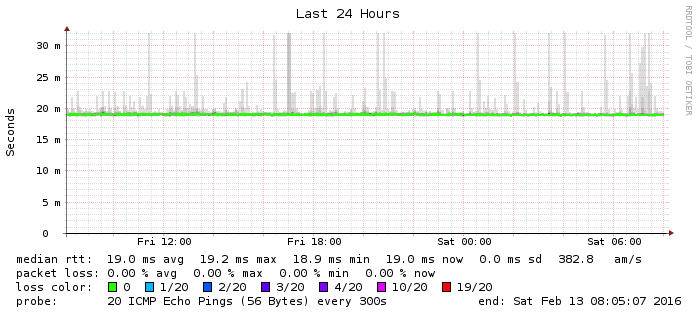 Last 24 Hours
RRDTOOL / TOBI OETIKER
Seconds
30 m
25 m
20 m
15 m
10 m
5 m
0
Fri 12:00 Fri 18:00 Sat 00:00 Sat 06:00
median rtt: 19.0 ms avg 19.2 ms max 18.9 ms min 19.0 ms now 0.0 ms sd 382.8 am/s
packet loss: 0.00 % avg 0.00 % max 0.00 % min 0.00 % now
loss color: 0 1/20 2/20 3/20 4/20 10/20 19/20
probe: 20 ICMP Echo Pings (56 Bytes) every 300s end: Sat Feb 13 08:05:07 2016